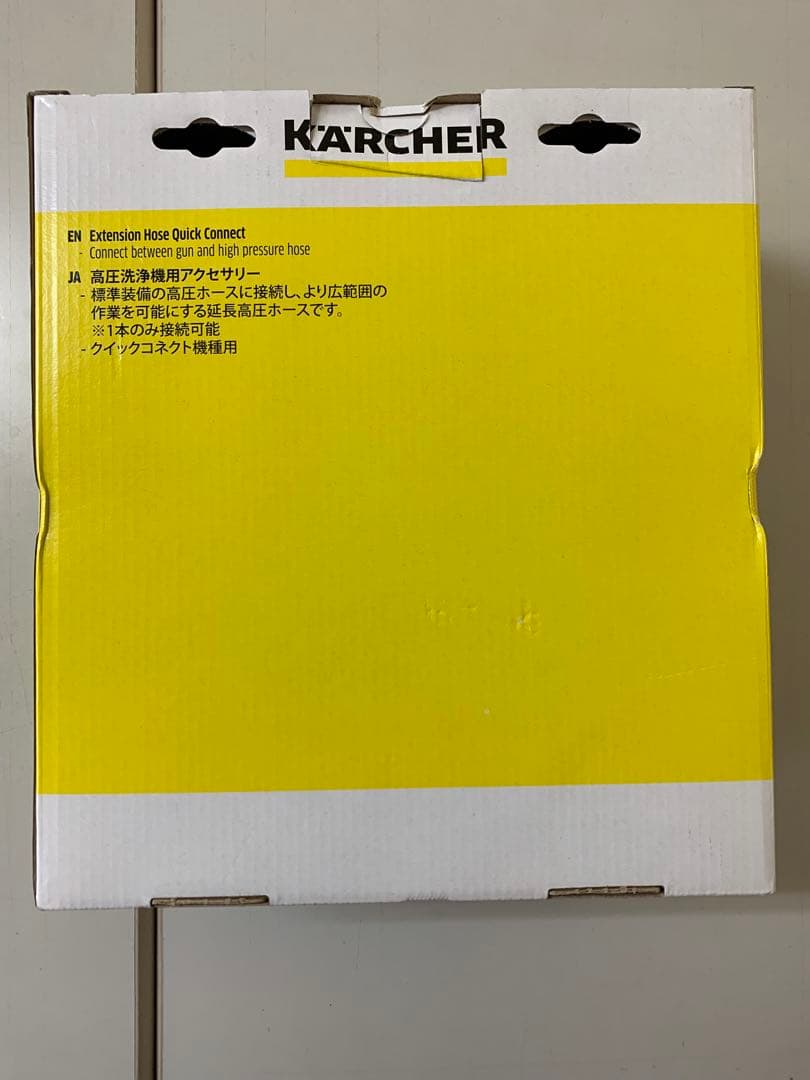 KÄRCHER
EN Extension Hose Quick Connect
- Connect between gun and high pressure hose
JA 高圧洗浄機用アクセサリー
- 標準装備の高圧ホースに接続し、より広範囲の
作業を可能にする延長高圧ホースです。
※1本のみ接続可能
- クイックコネクト機種用